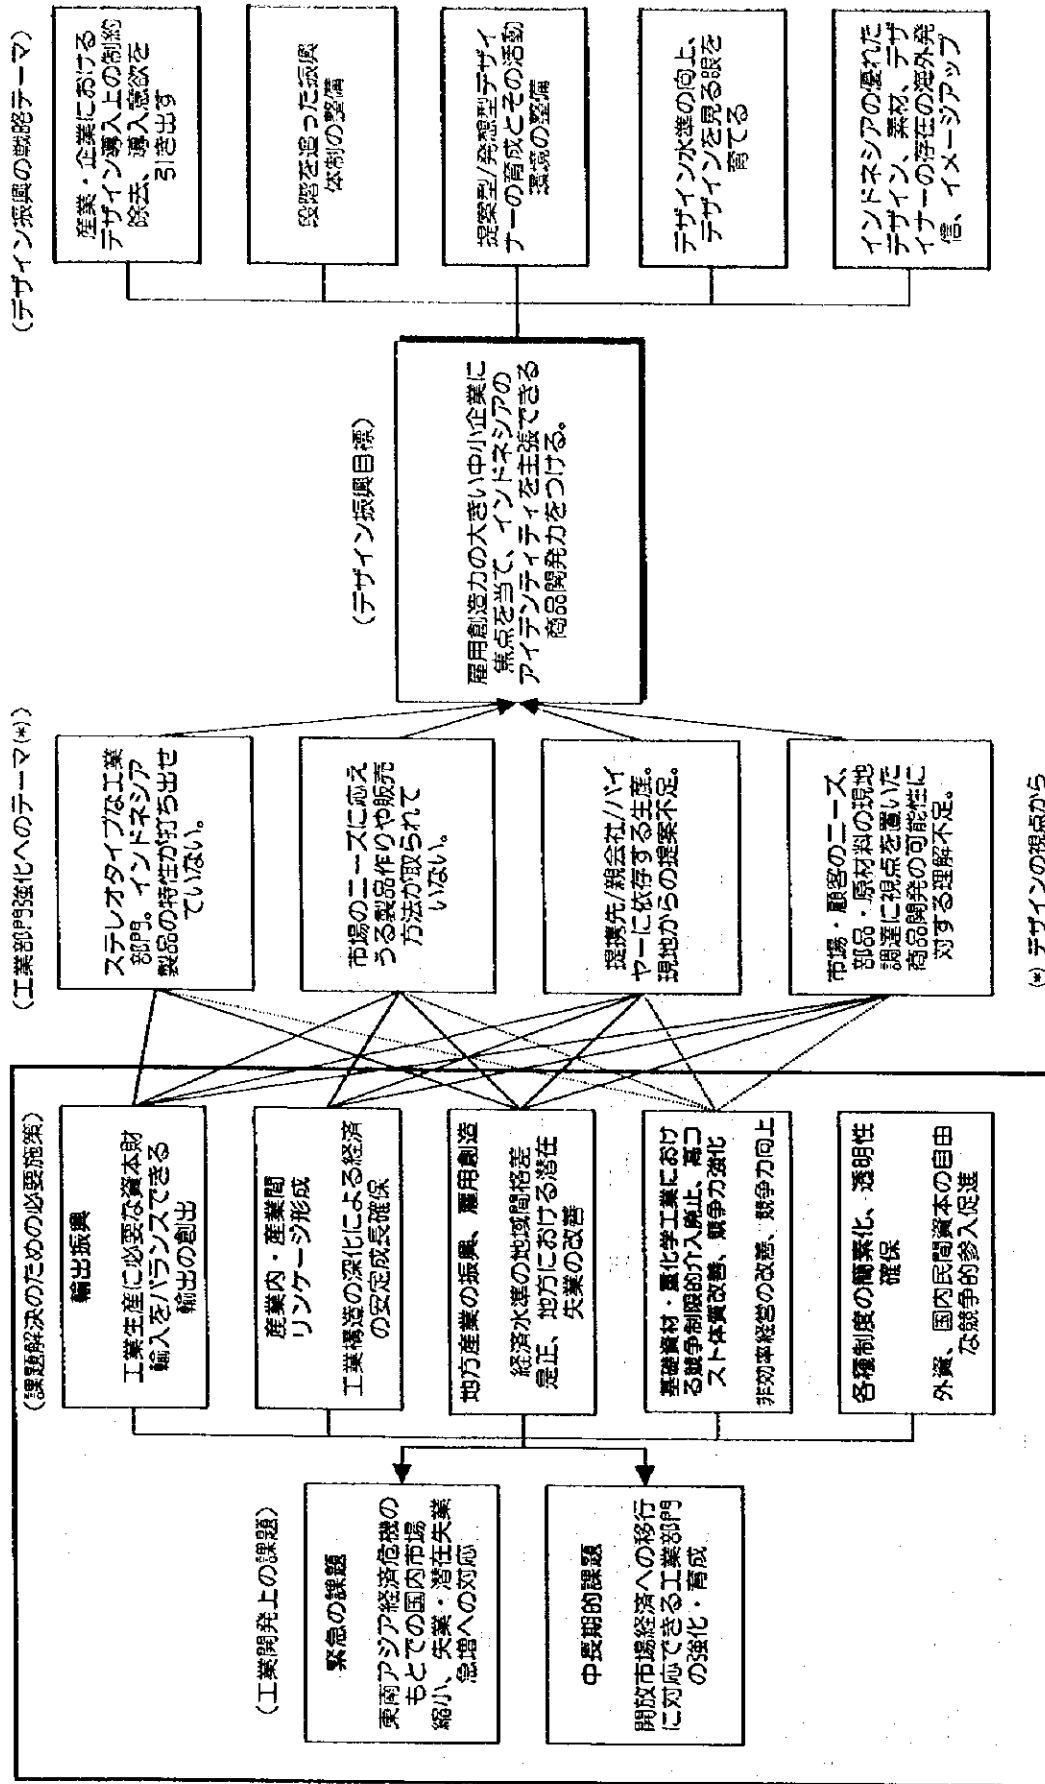 (工業開発上の課題)
緊急の課題
東南アジア経済危機の
もとでの国内市場
縮小、失業・潜在失業
急増への対応
中長期的課題
開放市場経済への移行
に対応できる工業部門
の強化・育成
(課題解決のための必要施策)
輸出振興
工業生産に必要な資本財
輸入をバランスできる
輸出の創出
産業内・産業間
リンケージ形成
工業構造の深化による経済
の安定成長確保
地方産業の振興、雇用創造
経済水準の地域間格差
是正、地方における潜在
失業の改善
基礎資材・重化学工業におけ
る競争制限的介入廃止、高コ
スト体質改善、競争力強化
非効率経営の改善、競争力向上
各種制度の簡素化、透明性
確保
外資、国内民間資本の自由
な競争的参入促進
(工業部門強化へのテーマ(*))
ステレオタイプな工業
部門。インドネシア
製品の特性が打ち出せ
ていない。
市場のニーズに応え
うる製品作りや販売
方法が取られて
いない。
提携先/親会社/バイ
ヤーに依存する生産。
現地からの提案不足。
市場・顧客のニーズ、
部品・原材料の現地
調達に視点を置いた
商品開発の可能性に
対する理解不足。
(*) デザインの視点から
(デザイン振興目標)
雇用創造力の大きい中小企業に
焦点を当て、インドネシアの
アイデンティティを主張できる
商品開発力をつける。
(デザイン振興の戦略テーマ)
産業・企業における
デザイン導入上の制約
除去、導入意欲を
引き出す
段階を追った振興
体制の整備
提案型/発想型デザイ
ナーの育成とその活動
環境の整備
デザイン水準の向上、
デザインを見る眼を
育てる
インドネシアの優れた
デザイン、素材、デザ
イナーの存在の海外発
信、イメージアップ